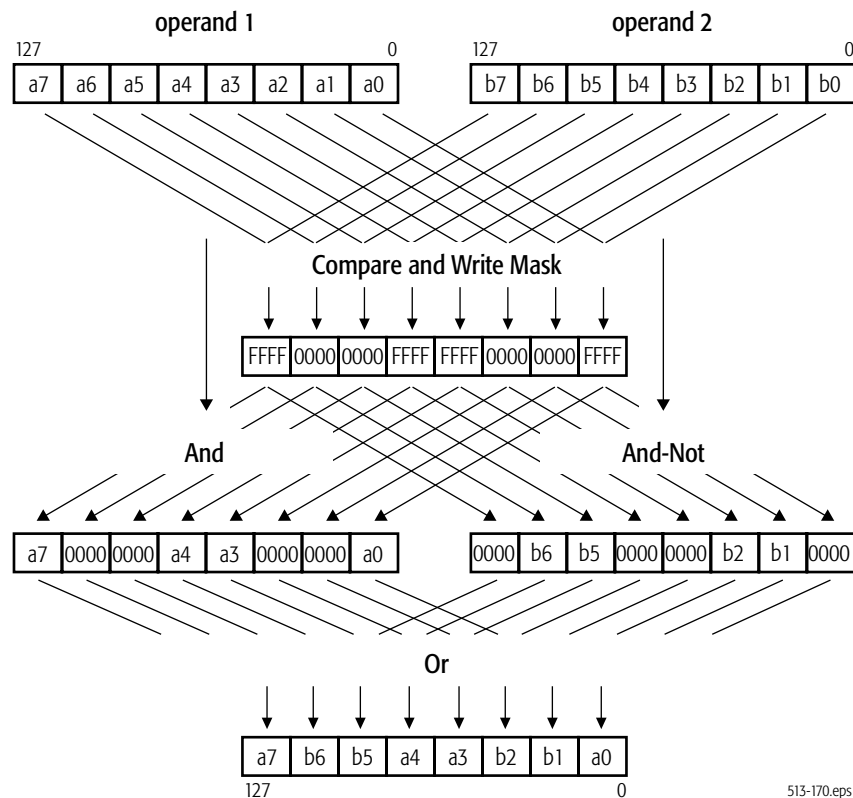 operand 1 operand 2
127 0 127 0
a7 a6 a5 a4 a3 a2 a1 a0 b7 b6 b5 b4 b3 b2 b1 b0
Compare and Write Mask
FFFF 0000 0000 FFFF FFFF 0000 0000 FFFF
And And-Not
a7 0000 0000 a4 a3 0000 0000 a0 0000 b6 b5 0000 0000 b2 b1 0000
Or
a7 b6 b5 a4 a3 b2 b1 a0
127 0
513-170.eps